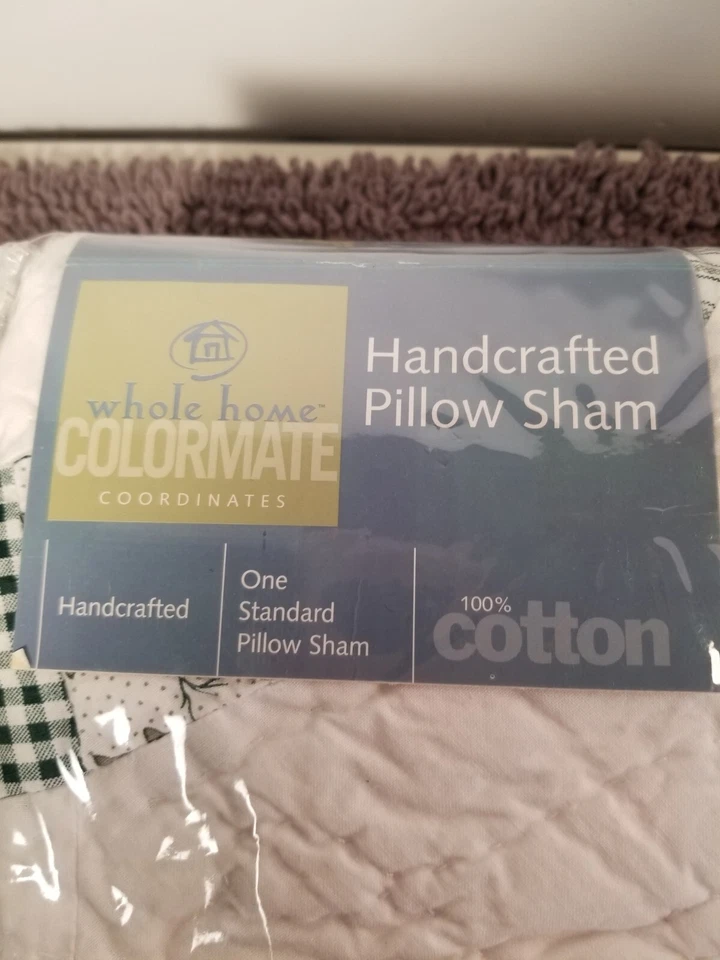 whole home™
COLORMATE
COORDINATES
Handcrafted
Pillow Sham
Handcrafted
One
Standard
Pillow Sham
100%
cotton